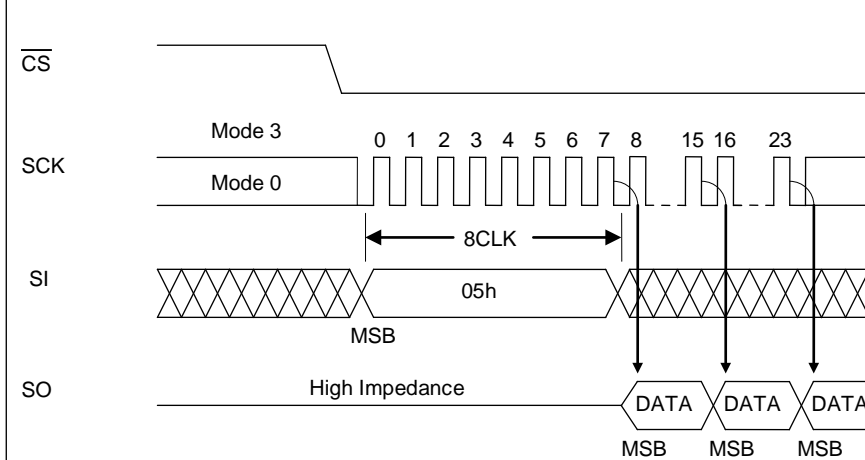 CS
Mode 3
0 1 2 3 4 5 6 7 8 15 16 23
SCK
Mode 0
8CLK
SI
05h
MSB
SO
High Impedance
DATA DATA DATA
MSB MSB MSB